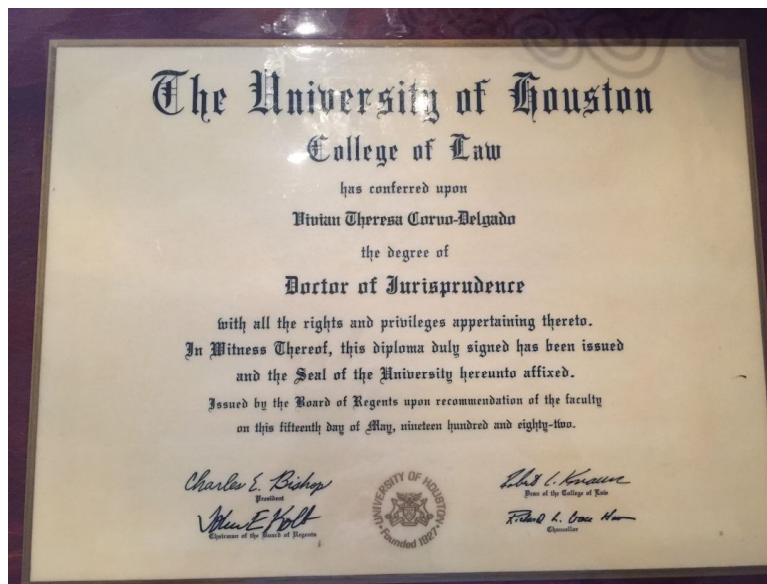 The University of Houston
College of Law
has conferred upon
Vivian Theresa Corvo-Delgado
the degree of
Doctor of Jurisprudence
with all the rights and privileges appertaining thereto.
In Witness Thereof, this diploma duly signed has been issued
and the Seal of the University hereunto affixed.
Issued by the Board of Regents upon recommendation of the faculty
on this fifteenth day of May, nineteen hundred and eighty-two.
Charles E. Bishop
President
John E Kolb
Chairman of the Board of Regents
UNIVERSITY OF HOUSTON
Founded 1927
Dean of the College of Law
Richard L.
Chancellor